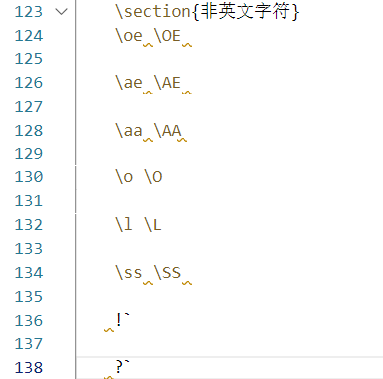 123 \section{非英文字符}
124 \oe \OE
125
126 \ae \AE
127
128 \aa \AA
129
130 \o \O
131
132 \l \L
133
134 \ss \SS
135
136 !`
137
138 ?`